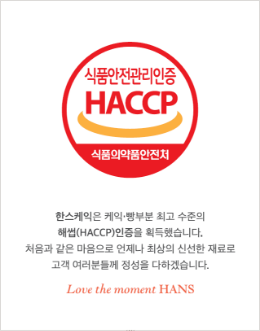 식품안전관리인증
HACCP
식품의약품안전처
한스케익은 케익·빵부분 최고 수준의
해썹(HACCP)인증을 획득했습니다.
처음과 같은 마음으로 언제나 최상의 신선한 재료로
고객 여러분들께 정성을 다하겠습니다.
Love the moment HANS